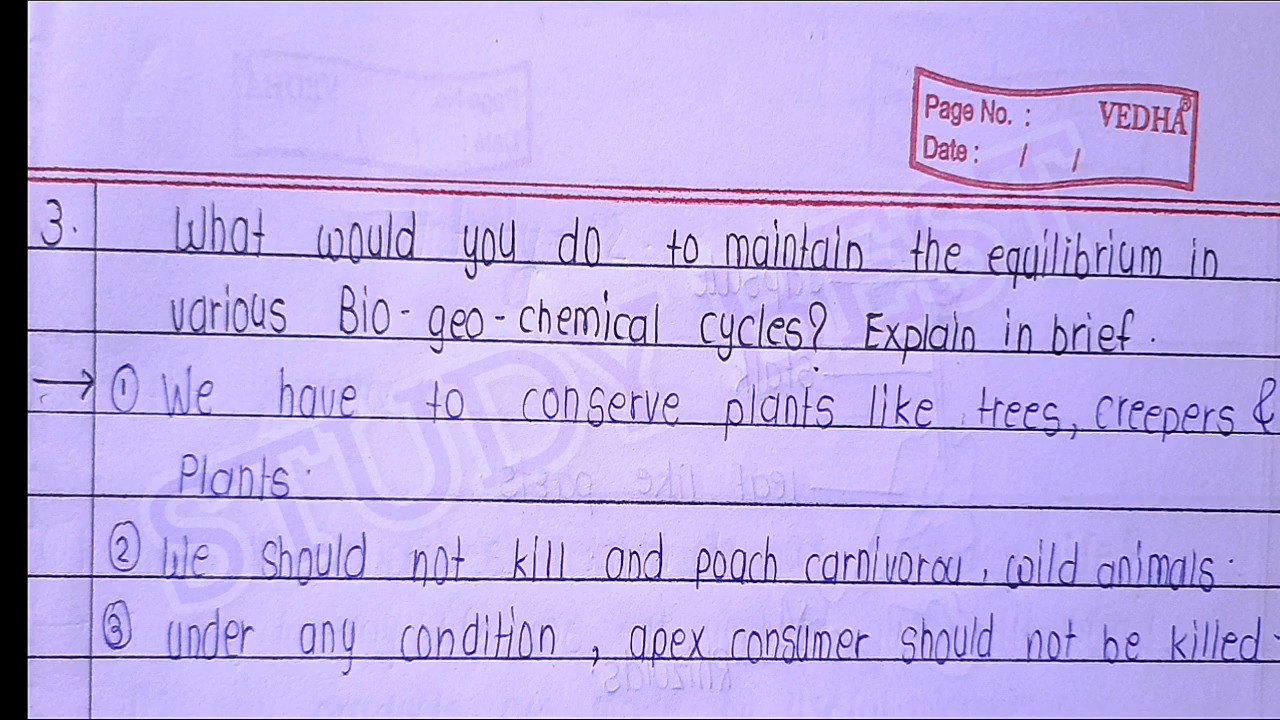 Page No. : VEDHA®
Date : / /
3. What would you do to maintain the equilibrium in
various Bio-geo-chemical cycles? Explain in brief.
→ ① We have to conserve plants like trees, creepers &
Plants.
② We should not kill and poach carnivorou, wild animals.
③ under any condition, apex consumer should not be killed.
STUDY BEST